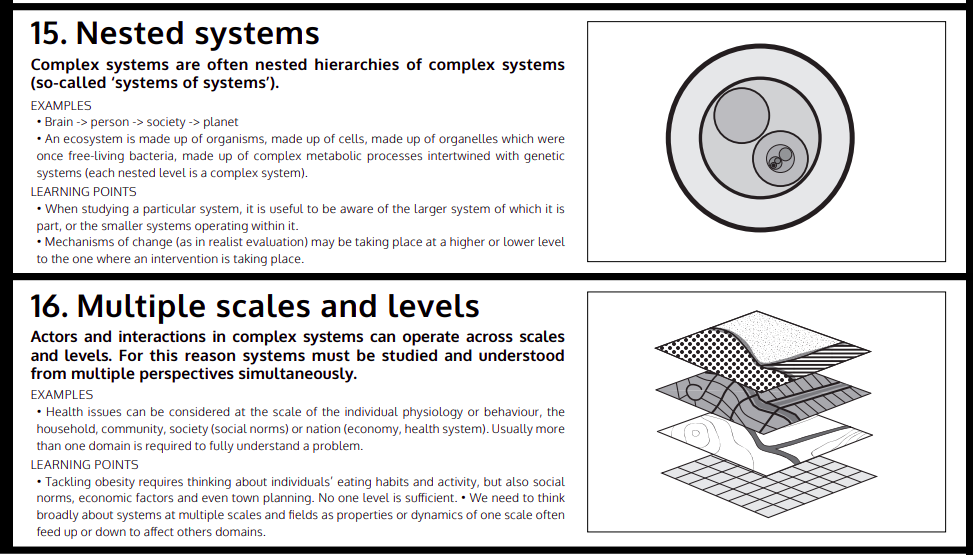 15. Nested systems
Complex systems are often nested hierarchies of complex systems
(so-called ‘systems of systems’).
EXAMPLES
• Brain -> person -> society -> planet
• An ecosystem is made up of organisms, made up of cells, made up of organelles which were
once free-living bacteria, made up of complex metabolic processes intertwined with genetic
systems (each nested level is a complex system).
LEARNING POINTS
• When studying a particular system, it is useful to be aware of the larger system of which it is
part, or the smaller systems operating within it.
• Mechanisms of change (as in realist evaluation) may be taking place at a higher or lower level
to the one where an intervention is taking place.
16. Multiple scales and levels
Actors and interactions in complex systems can operate across scales
and levels. For this reason systems must be studied and understood
from multiple perspectives simultaneously.
EXAMPLES
• Health issues can be considered at the scale of the individual physiology or behaviour, the
household, community, society (social norms) or nation (economy, health system). Usually more
than one domain is required to fully understand a problem.
LEARNING POINTS
• Tackling obesity requires thinking about individuals’ eating habits and activity, but also social
norms, economic factors and even town planning. No one level is sufficient. • We need to think
broadly about systems at multiple scales and fields as properties or dynamics of one scale often
feed up or down to affect others domains.